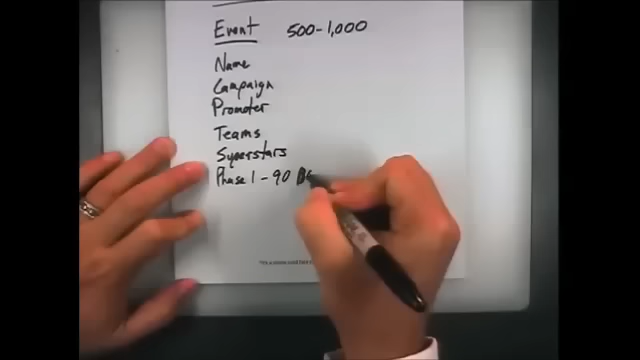 Event 500-1,000
Name
Campaign
Promoter
Teams
Superstars
Phase 1 - 90